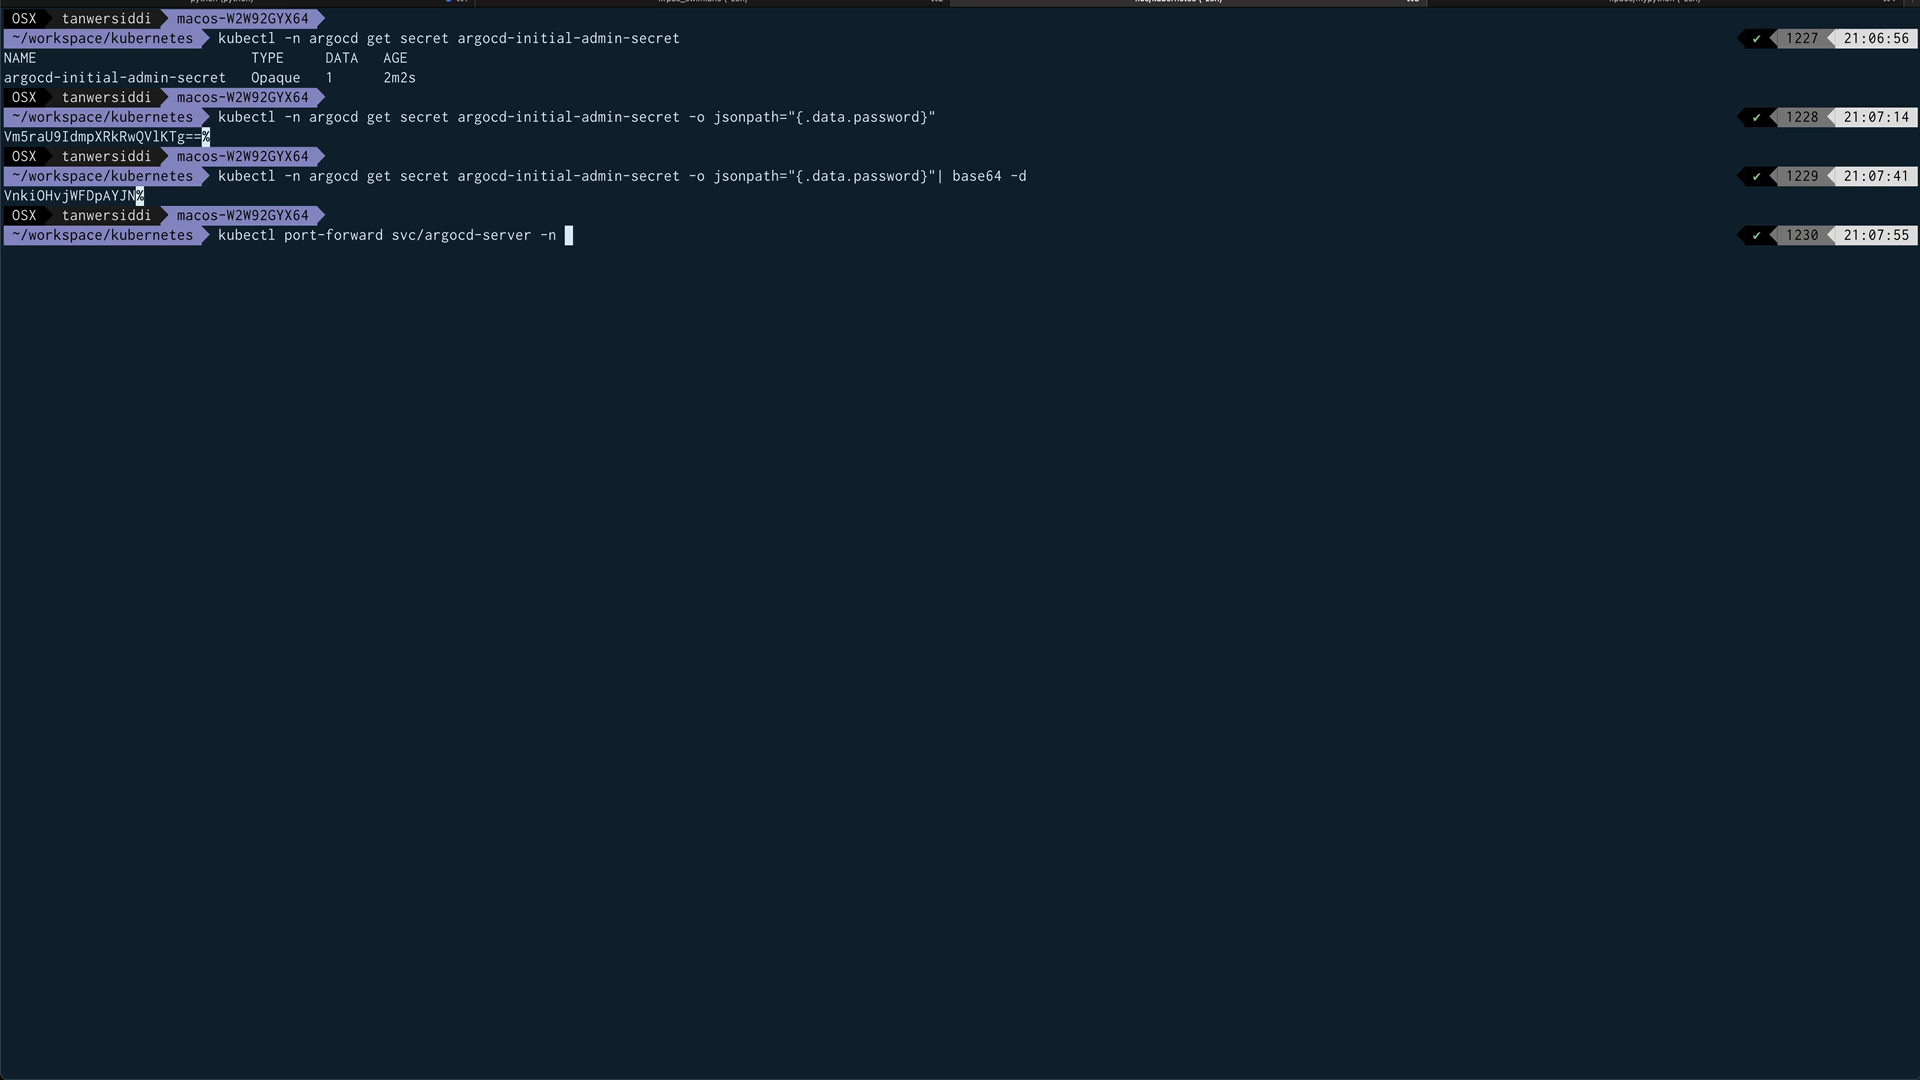 OSX tanwersiddi macos-W2W92GYX64
~/workspace/kubernetes kubectl -n argocd get secret argocd-initial-admin-secret ✔ 1227 21:06:56
NAME TYPE DATA AGE
argocd-initial-admin-secret Opaque 1 2m2s
OSX tanwersiddi macos-W2W92GYX64
~/workspace/kubernetes kubectl -n argocd get secret argocd-initial-admin-secret -o jsonpath="{.data.password}" ✔ 1228 21:07:14
Vm5raU9IdmpXRkRwQVlKTg==%
OSX tanwersiddi macos-W2W92GYX64
~/workspace/kubernetes kubectl -n argocd get secret argocd-initial-admin-secret -o jsonpath="{.data.password}"| base64 -d ✔ 1229 21:07:41
VnkiOHvjWFDpAYJN%
OSX tanwersiddi macos-W2W92GYX64
~/workspace/kubernetes kubectl port-forward svc/argocd-server -n ✔ 1230 21:07:55